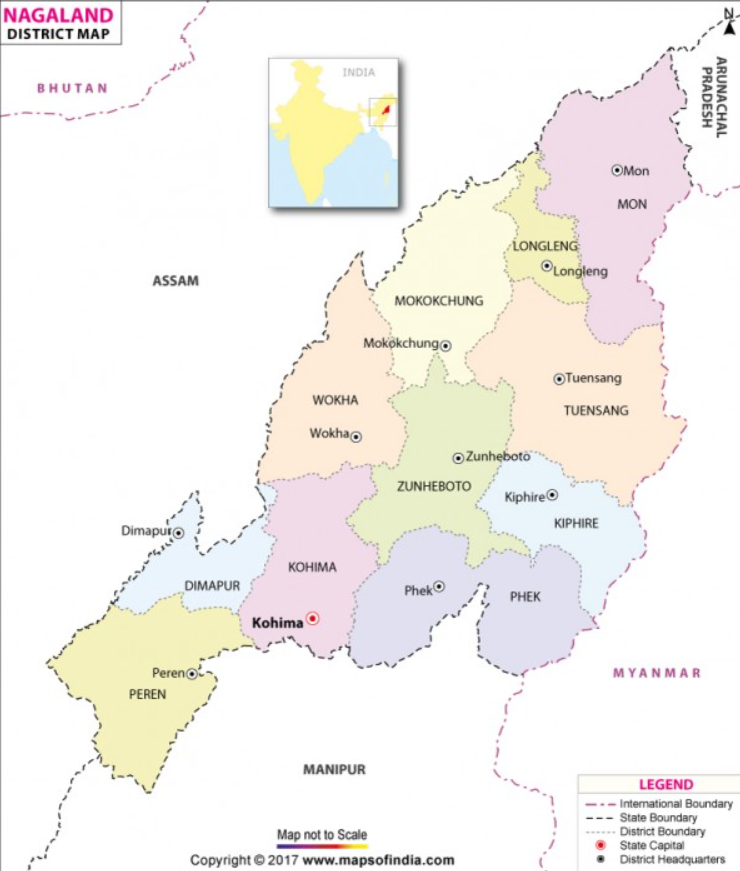 NAGALAND
DISTRICT MAP
N
BHUTAN
INDIA
ARUNACHAL
PRADESH
Mon
MON
LONGLENG
Longleng
ASSAM
MOKOKCHUNG
Mokokchung
Tuensang
TUENSANG
WOKHA
Wokha
Zunheboto
ZUNHEBOTO
Kiphire
KIPHIRE
Dimapur
KOHIMA
DIMAPUR
Phek
PHEK
Kohima
Peren
PEREN
MYANMAR
MANIPUR
LEGEND
International Boundary
State Boundary
District Boundary
State Capital
District Headquarters
Map not to Scale
Copyright © 2017 www.mapsofindia.com